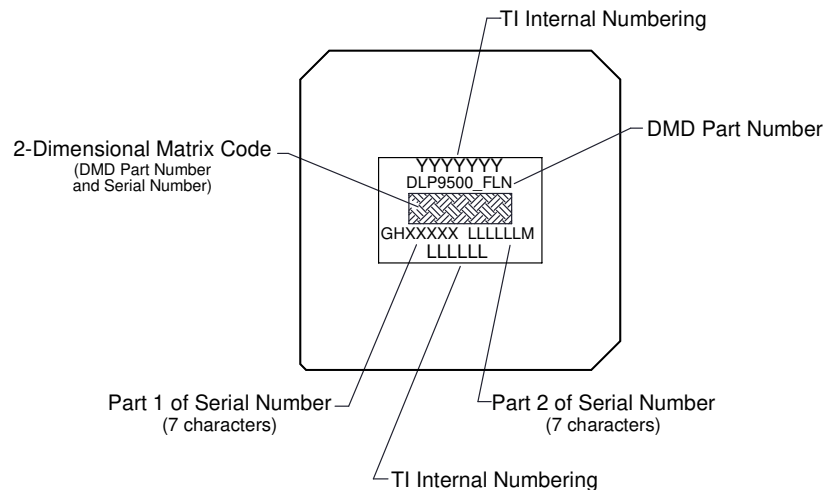 TI Internal Numbering
DMD Part Number
2-Dimensional Matrix Code
(DMD Part Number
and Serial Number)
YYYYYYY
DLP9500_FLN
GHXXXXX LLLLLLM
LLLLLL
Part 1 of Serial Number
(7 characters)
Part 2 of Serial Number
(7 characters)
TI Internal Numbering